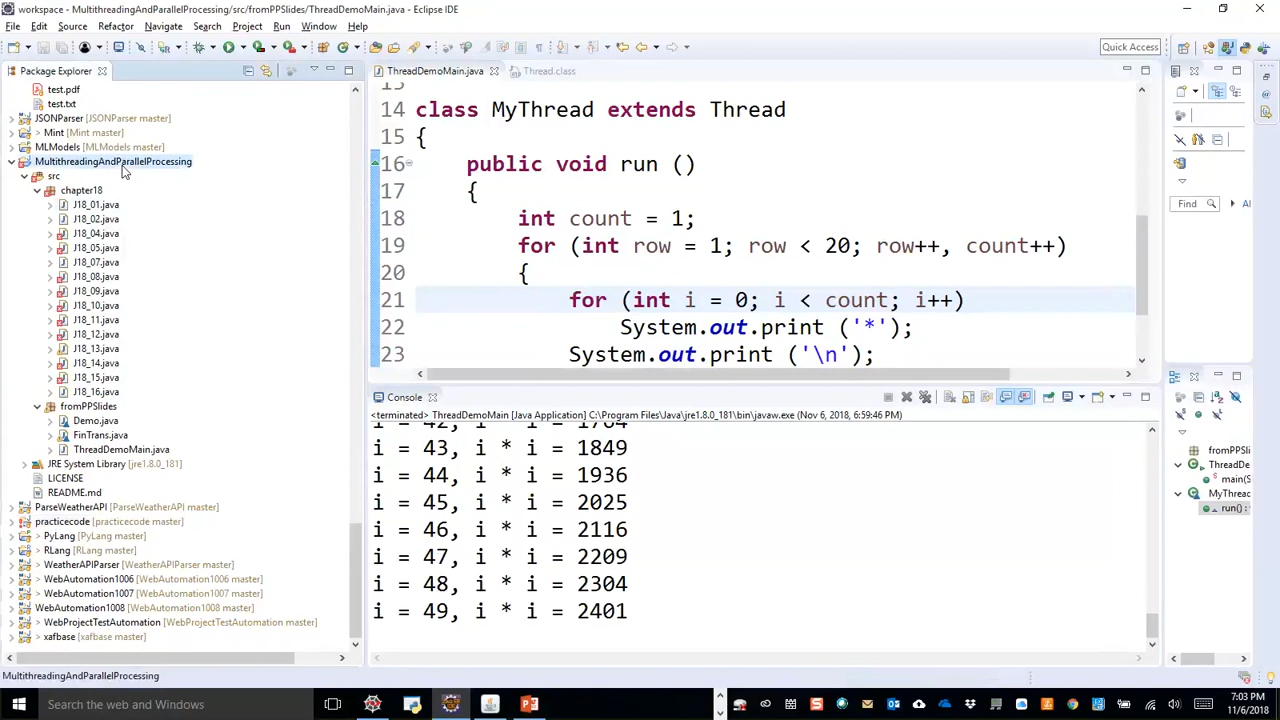 workspace - MultithreadingAndParallelProcessing/src/fromPPSlides/ThreadDemoMain.java - Eclipse IDE
File Edit Source Refactor Navigate Search Project Run Window Help
Quick Access
Package Explorer
test.pdf
test.txt
JSONParser [JSONParser master]
> Mint [Mint master]
MLModels [MLModels master]
MultithreadingAndParallelProcessing
src
chapter18
J18_01.java
J18_02.java
J18_04.java
J18_05.java
J18_07.java
J18_08.java
J18_09.java
J18_10.java
J18_11.java
J18_12.java
J18_13.java
J18_14.java
J18_15.java
J18_16.java
fromPPSlides
Demo.java
FinTrans.java
ThreadDemoMain.java
JRE System Library [jre1.8.0_181]
LICENSE
README.md
ParseWeatherAPI [ParseWeatherAPI master]
practicecode [practicecode master]
> PyLang [PyLang master]
> RLang [RLang master]
> WeatherAPIParser [WeatherAPIParser master]
> WebAutomation1006 [WebAutomation1006 master]
> WebAutomation1007 [WebAutomation1007 master]
WebAutomation1008 [WebAutomation1008 master]
> WebProjectTestAutomation [WebProjectTestAutomation master]
> xafbase [xafbase master]
ThreadDemoMain.java Thread.class
14 class MyThread extends Thread
15 {
16 public void run ()
17 {
18 int count = 1;
19 for (int row = 1; row < 20; row++, count++)
20 {
21 for (int i = 0; i < count; i++)
22 System.out.print ('*');
23 System.out.print ('\n');
Console
<terminated> ThreadDemoMain [Java Application] C:\Program Files\Java\jre1.8.0_181\bin\javaw.exe (Nov 6, 2018, 6:59:46 PM)
i = 42, i * i = 1764
i = 43, i * i = 1849
i = 44, i * i = 1936
i = 45, i * i = 2025
i = 46, i * i = 2116
i = 47, i * i = 2209
i = 48, i * i = 2304
i = 49, i * i = 2401
Find
Al
fromPPSli
ThreadDe
main(S
MyThread
run() :
MultithreadingAndParallelProcessing
Search the web and Windows
7:03 PM
11/6/2018